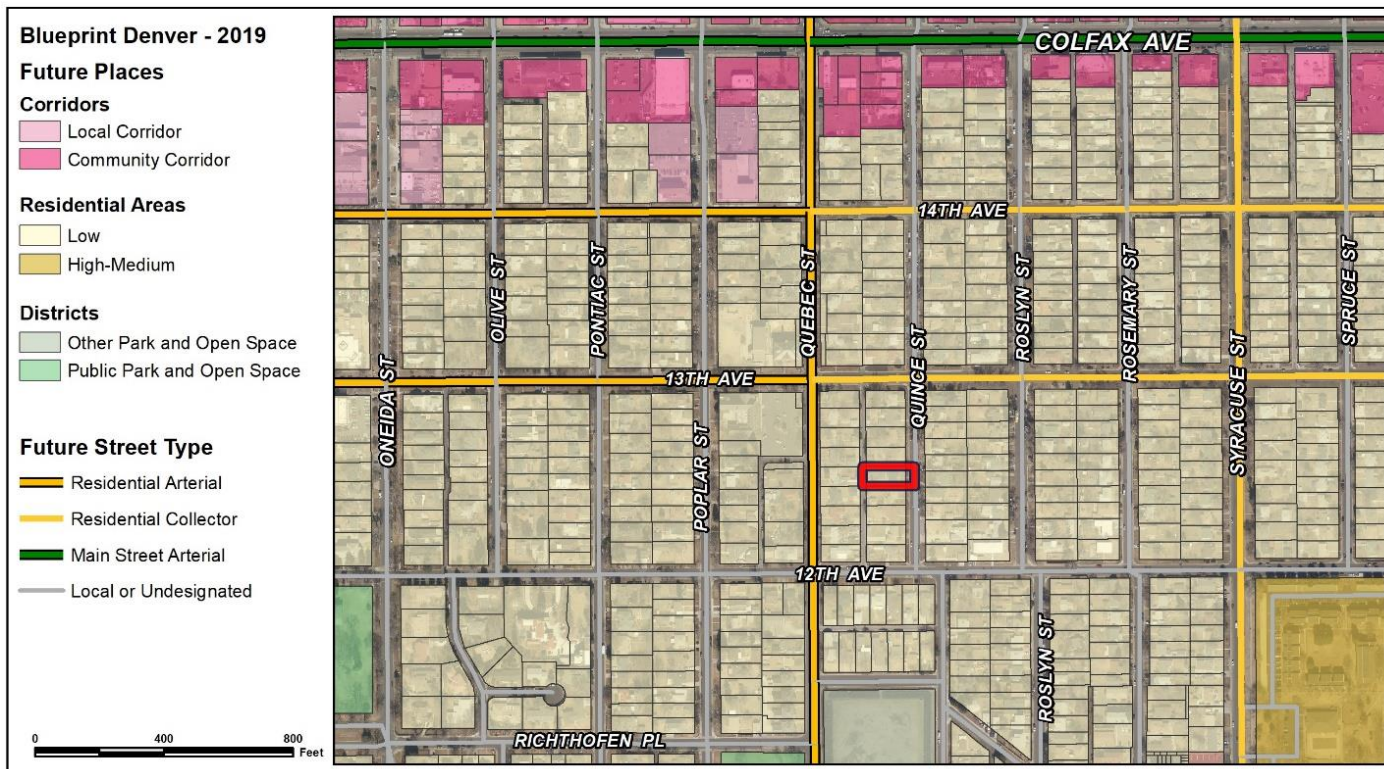 Blueprint Denver - 2019
Future Places
Corridors
Local Corridor
Community Corridor
Residential Areas
Low
High-Medium
Districts
Other Park and Open Space
Public Park and Open Space
Future Street Type
Residential Arterial
Residential Collector
Main Street Arterial
Local or Undesignated
0 400 800
Feet
COLFAX AVE
14TH AVE
ONEIDA ST
OLIVE ST
PONTIAC ST
POPLAR ST
QUEBEC ST
QUINCE ST
ROSLYN ST
ROSEMARY ST
SYRACUSE ST
SPRUCE ST
13TH AVE
12TH AVE
ROSLYN ST
RICHTHOFEN PL